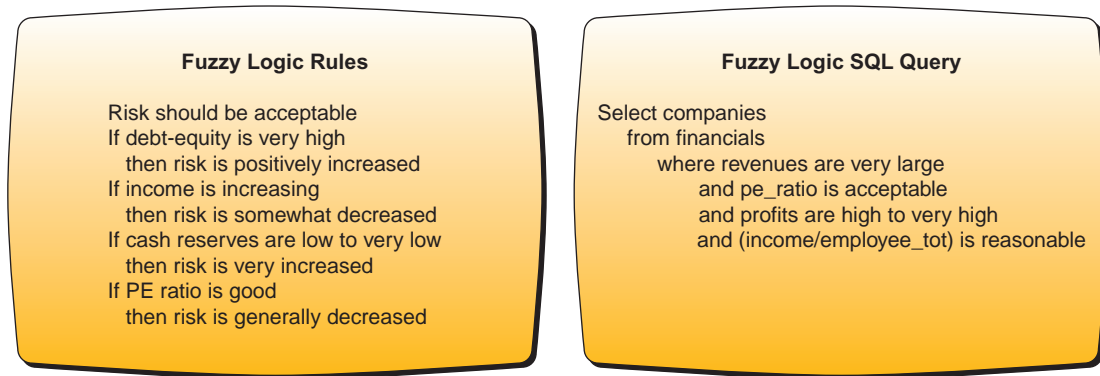 Fuzzy Logic Rules
Risk should be acceptable
If debt-equity is very high
then risk is positively increased
If income is increasing
then risk is somewhat decreased
If cash reserves are low to very low
then risk is very increased
If PE ratio is good
then risk is generally decreased
Fuzzy Logic SQL Query
Select companies
from financials
where revenues are very large
and pe_ratio is acceptable
and profits are high to very high
and (income/employee_tot) is reasonable